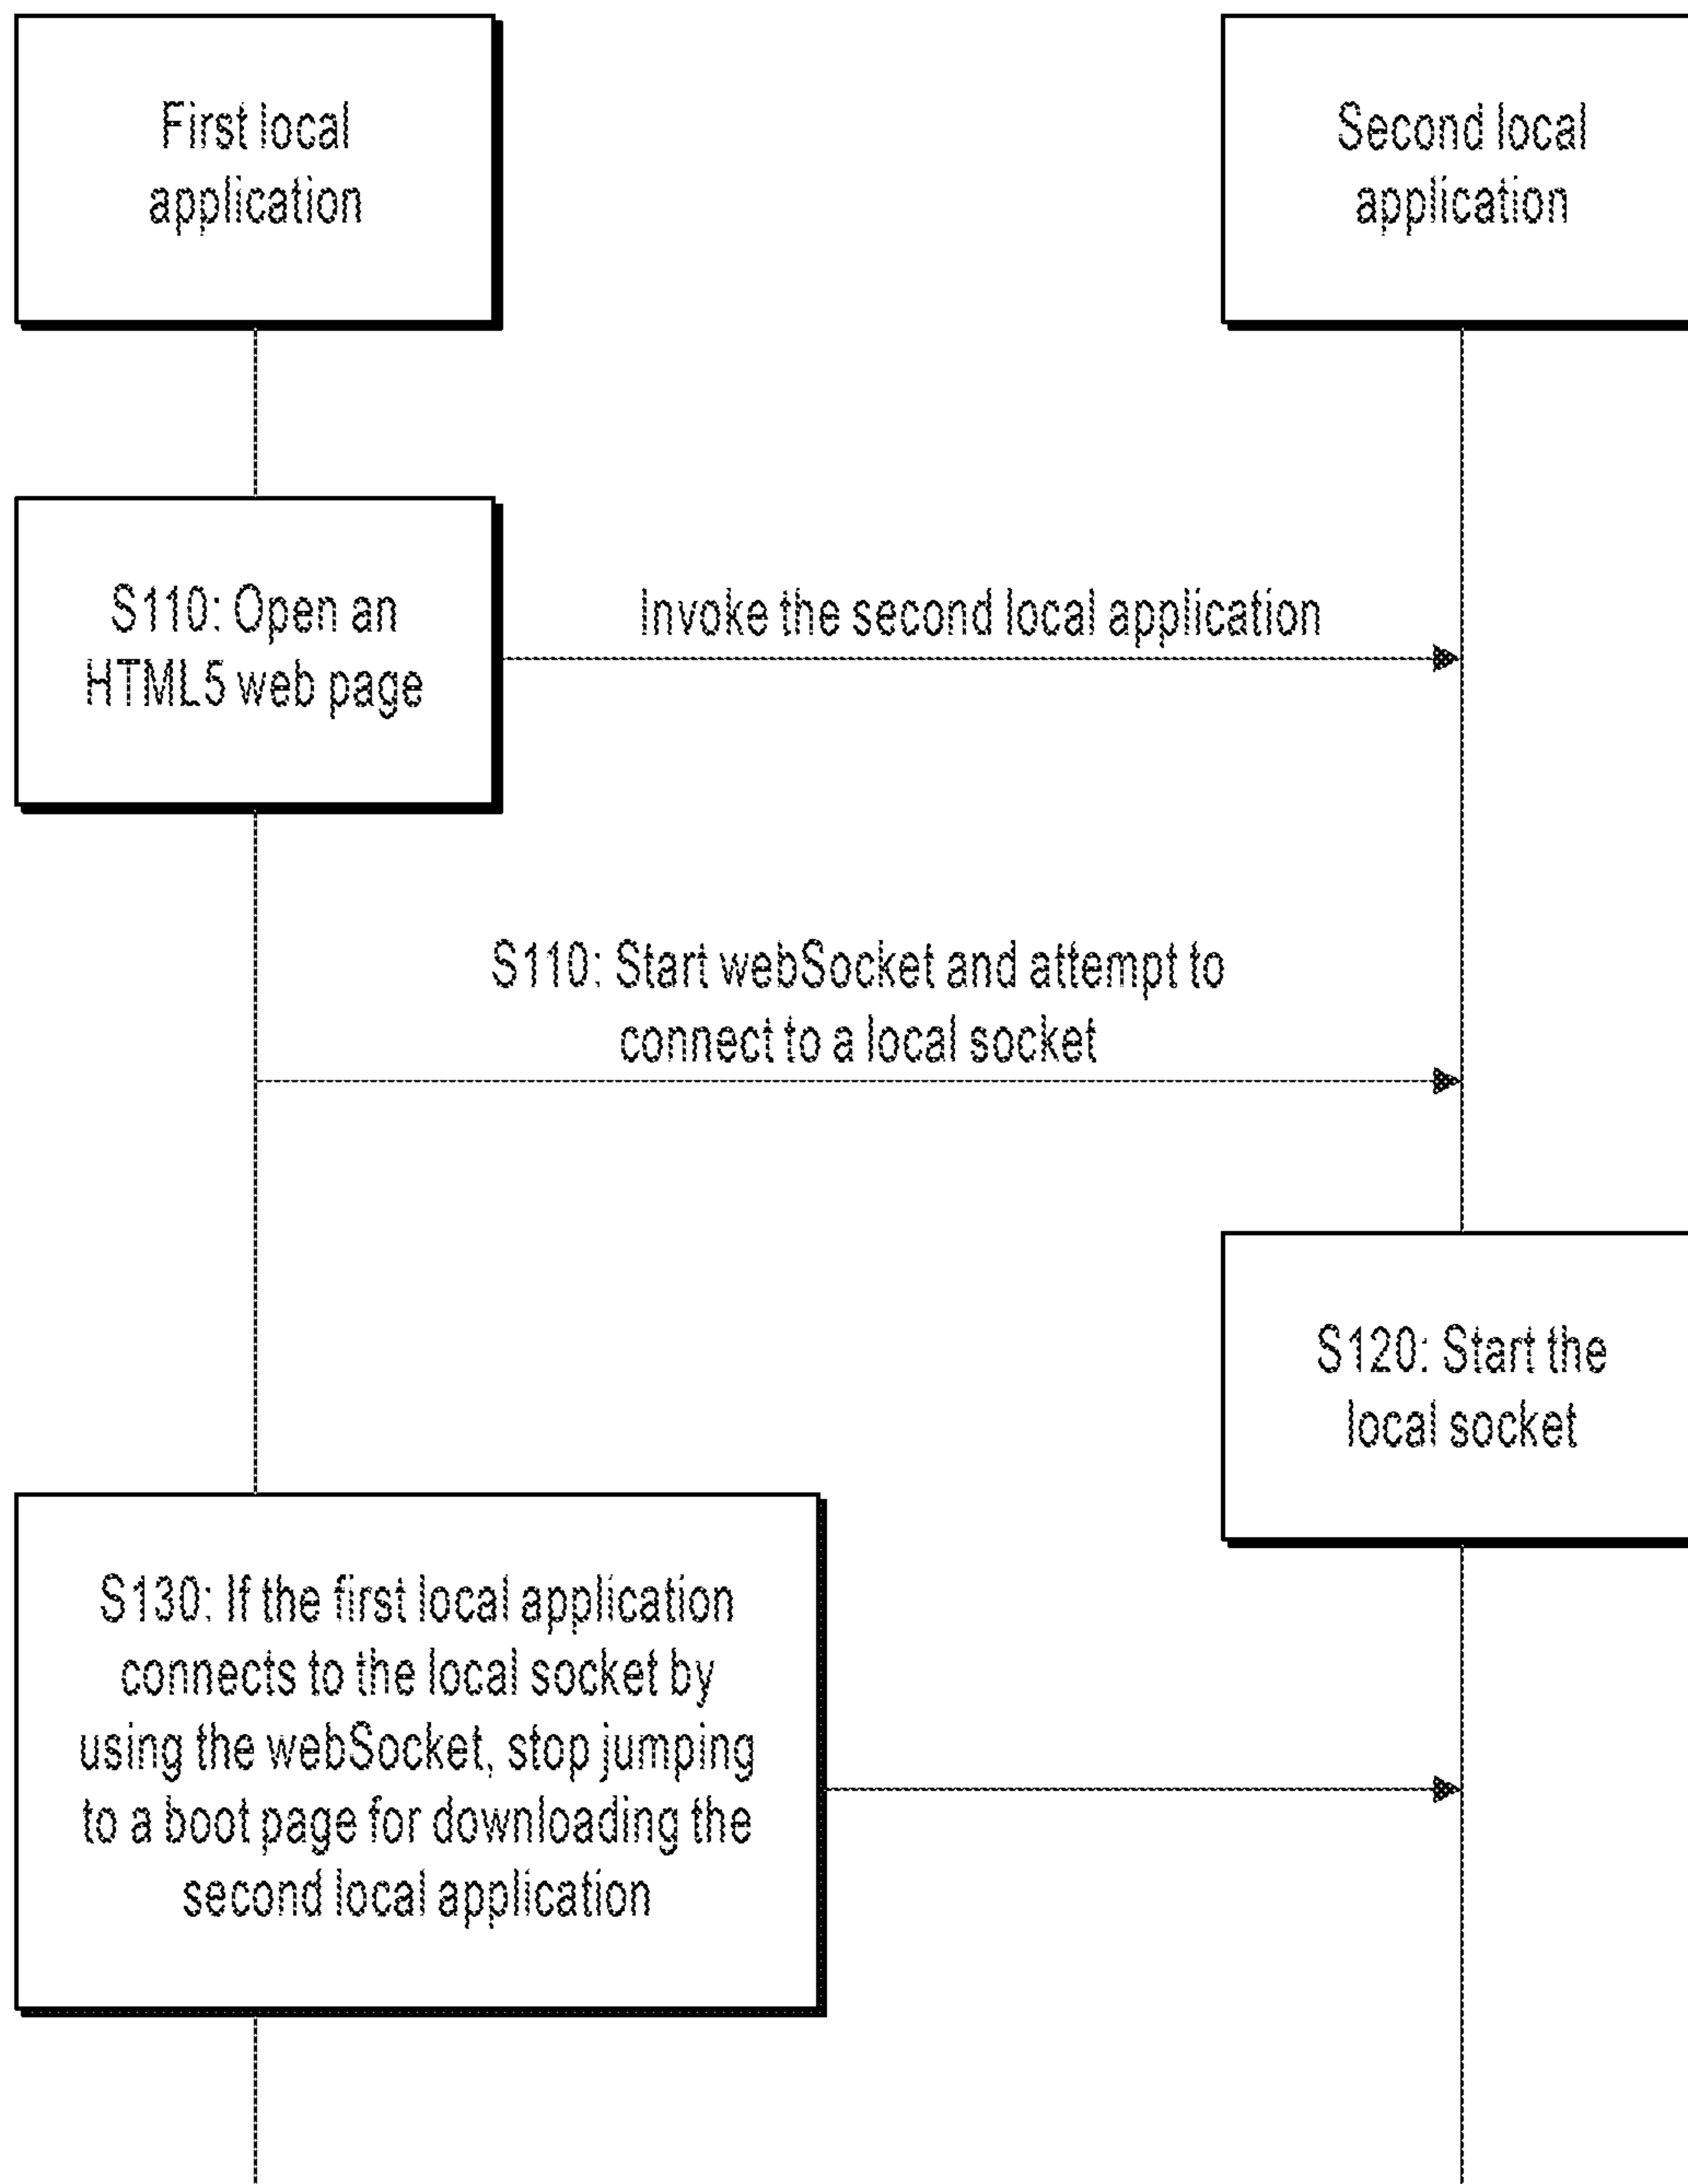 First local
application
Second local
application
S110: Open an
HTML5 web page
Invoke the second local application
S110: Start webSocket and attempt to
connect to a local socket
S120: Start the
local socket
S130: If the first local application
connects to the local socket by
using the webSocket, stop jumping
to a boot page for downloading the
second local application